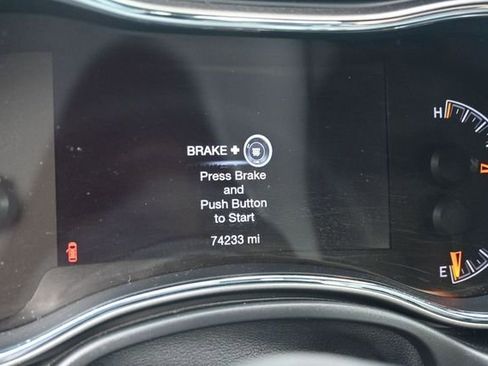 BRAKE +
Press Brake
and
Push Button
to Start
74233 mi
H
E